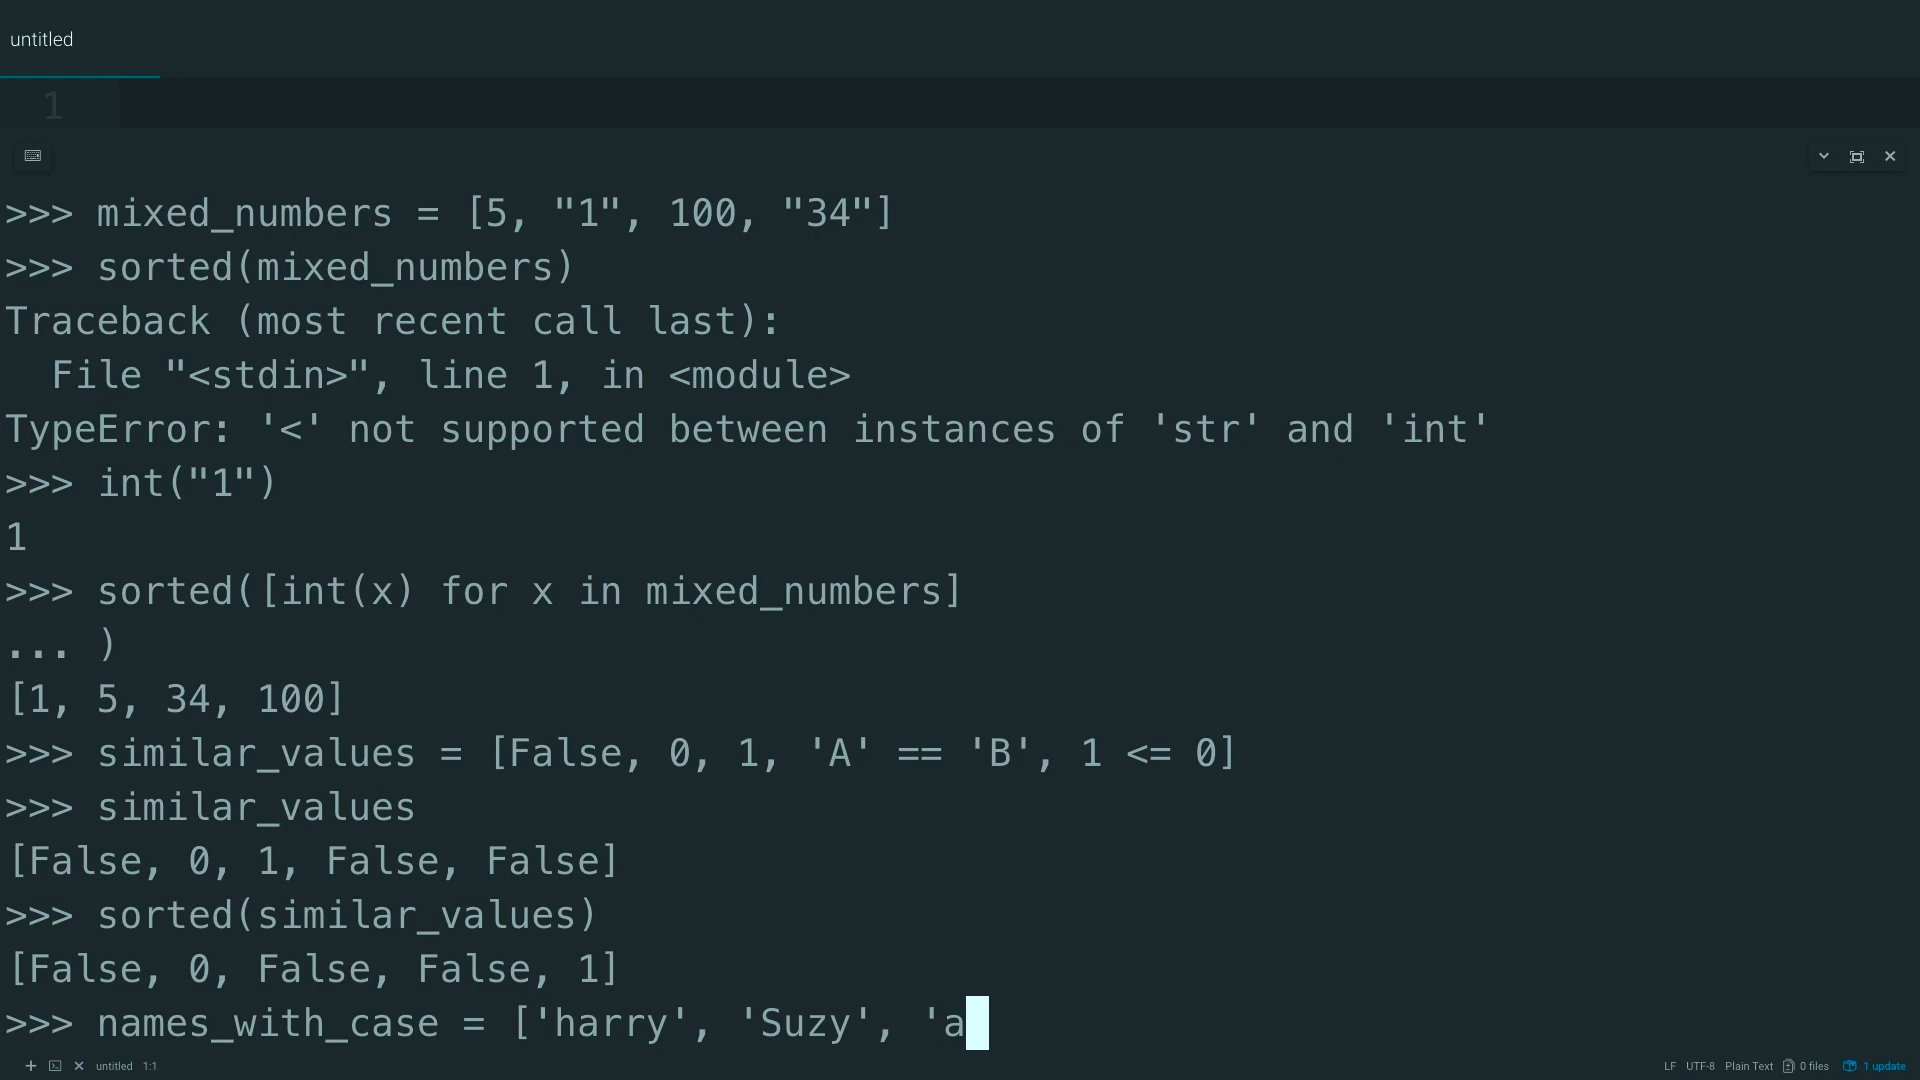 untitled
1
>>> mixed_numbers = [5, "1", 100, "34"]
>>> sorted(mixed_numbers)
Traceback (most recent call last):
  File "<stdin>", line 1, in <module>
TypeError: '<' not supported between instances of 'str' and 'int'
>>> int("1")
1
>>> sorted([int(x) for x in mixed_numbers]
... )
[1, 5, 34, 100]
>>> similar_values = [False, 0, 1, 'A' == 'B', 1 <= 0]
>>> similar_values
[False, 0, 1, False, False]
>>> sorted(similar_values)
[False, 0, False, False, 1]
>>> names_with_case = ['harry', 'Suzy', 'a
untitled 1:1 LF UTF-8 Plain Text 0 files 1 update